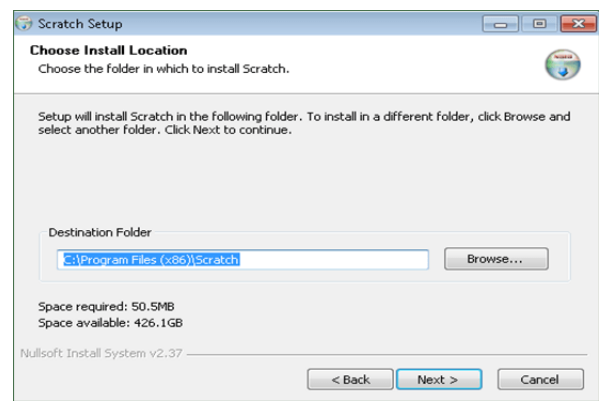 Scratch Setup
Choose Install Location
Choose the folder in which to install Scratch.
Setup will install Scratch in the following folder. To install in a different folder, click Browse and
select another folder. Click Next to continue.
Destination Folder
C:\Program Files (x86)\Scratch
Browse...
Space required: 50.5MB
Space available: 426.1GB
Nullsoft Install System v2.37
< Back
Next >
Cancel